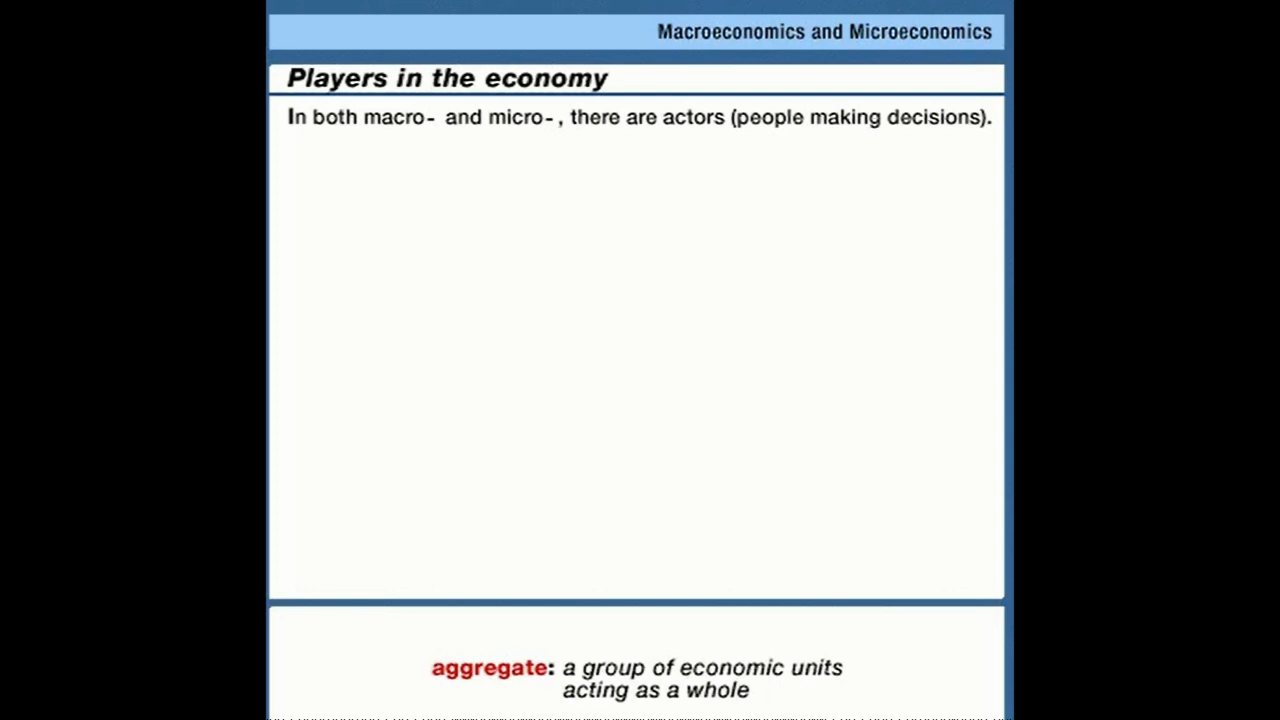 Macroeconomics and Microeconomics
Players in the economy
In both macro- and micro-, there are actors (people making decisions).
aggregate: a group of economic units
acting as a whole